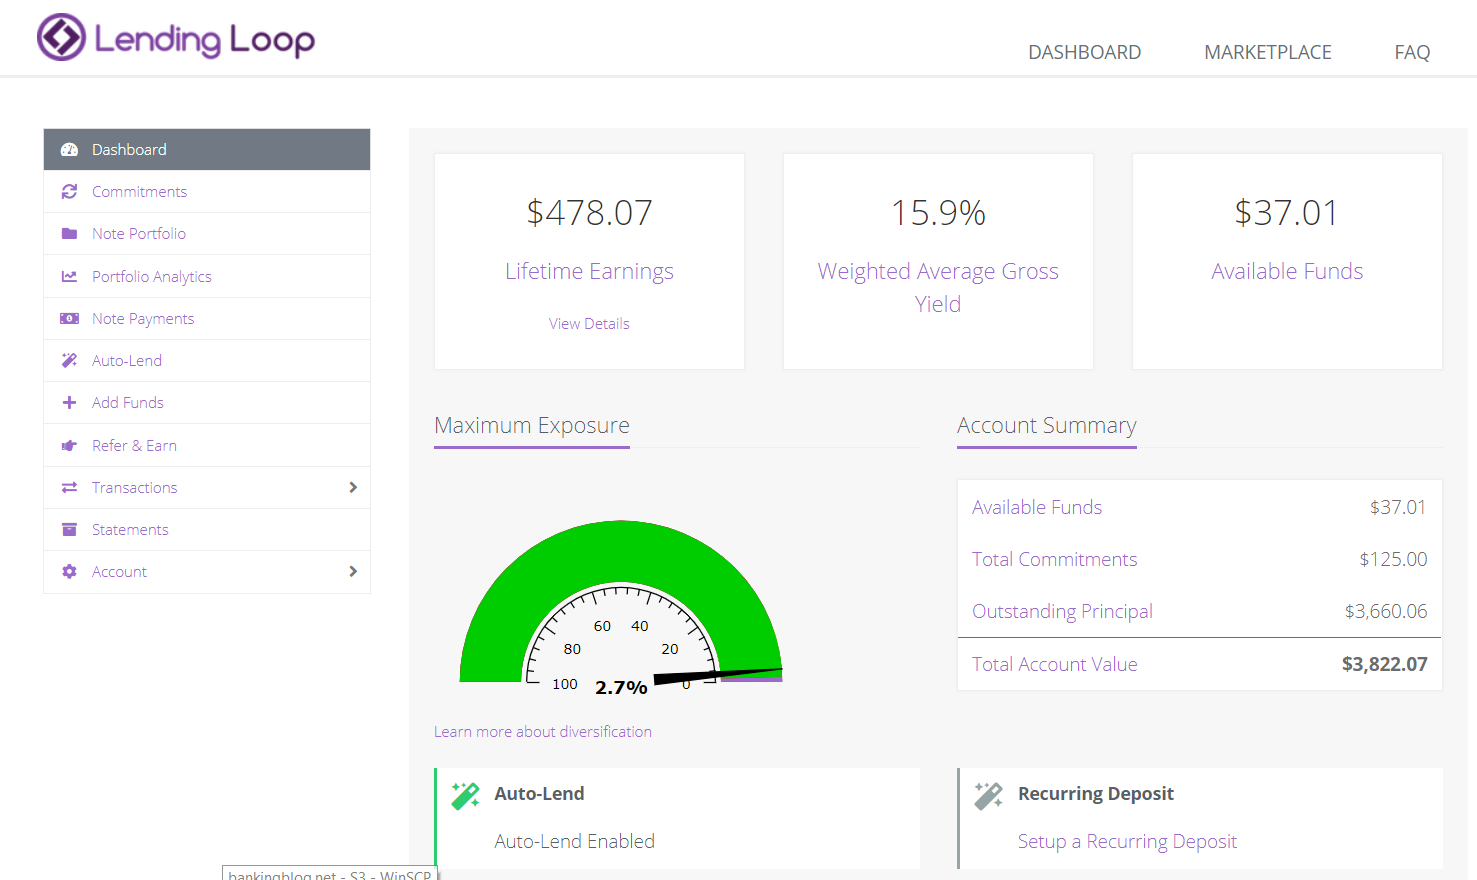 Lending Loop
DASHBOARD
MARKETPLACE
FAQ
Dashboard
Commitments
Note Portfolio
Portfolio Analytics
Note Payments
Auto-Lend
Add Funds
Refer & Earn
Transactions
Statements
Account
$478.07
Lifetime Earnings
View Details
15.9%
Weighted Average Gross
Yield
$37.01
Available Funds
Maximum Exposure
60 40
80 20
100 2.7% 0
Learn more about diversification
Account Summary
Available Funds $37.01
Total Commitments $125.00
Outstanding Principal $3,660.06
Total Account Value $3,822.07
Auto-Lend
Auto-Lend Enabled
Recurring Deposit
Setup a Recurring Deposit
bankingblog.net - S3 - WinSCP